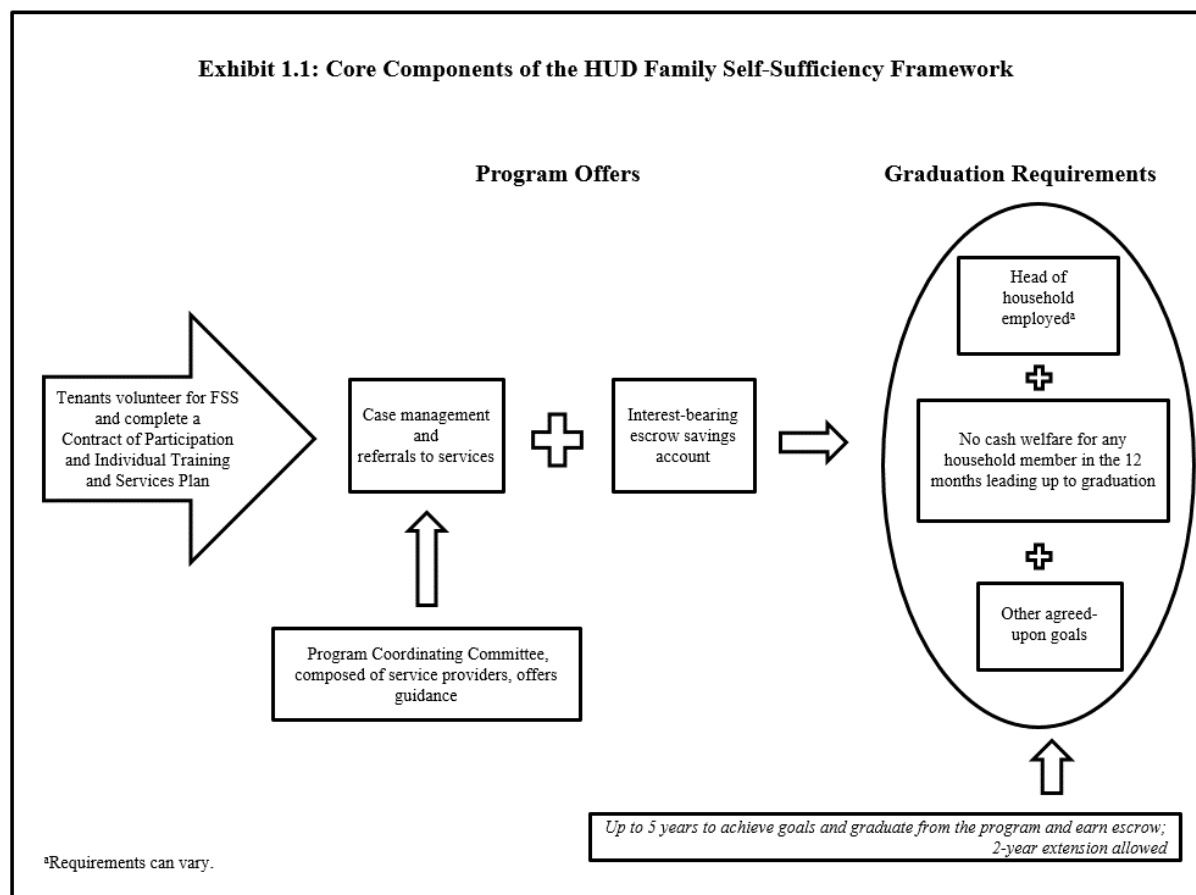 Exhibit 1.1: Core Components of the HUD Family Self-Sufficiency Framework
Program Offers
Graduation Requirements
Tenants volunteer for FSS
and complete a
Contract of Participation
and Individual Training
and Services Plan
Case management
and
referrals to services
Interest-bearing
escrow savings
account
Head of
household
employedᵃ
No cash welfare for any
household member in the 12
months leading up to graduation
Other agreed-
upon goals
Program Coordinating Committee,
composed of service providers, offers
guidance
Up to 5 years to achieve goals and graduate from the program and earn escrow;
2-year extension allowed
ᵃRequirements can vary.